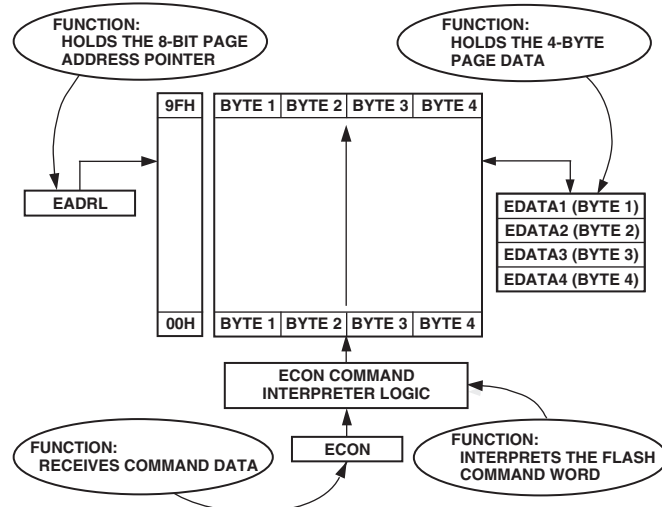 FUNCTION:
HOLDS THE 8-BIT PAGE
ADDRESS POINTER
FUNCTION:
HOLDS THE 4-BYTE
PAGE DATA
9FH
BYTE 1 BYTE 2 BYTE 3 BYTE 4
EADRL
EDATA1 (BYTE 1)
EDATA2 (BYTE 2)
EDATA3 (BYTE 3)
EDATA4 (BYTE 4)
00H
BYTE 1 BYTE 2 BYTE 3 BYTE 4
ECON COMMAND
INTERPRETER LOGIC
FUNCTION:
RECEIVES COMMAND DATA
ECON
FUNCTION:
INTERPRETS THE FLASH
COMMAND WORD